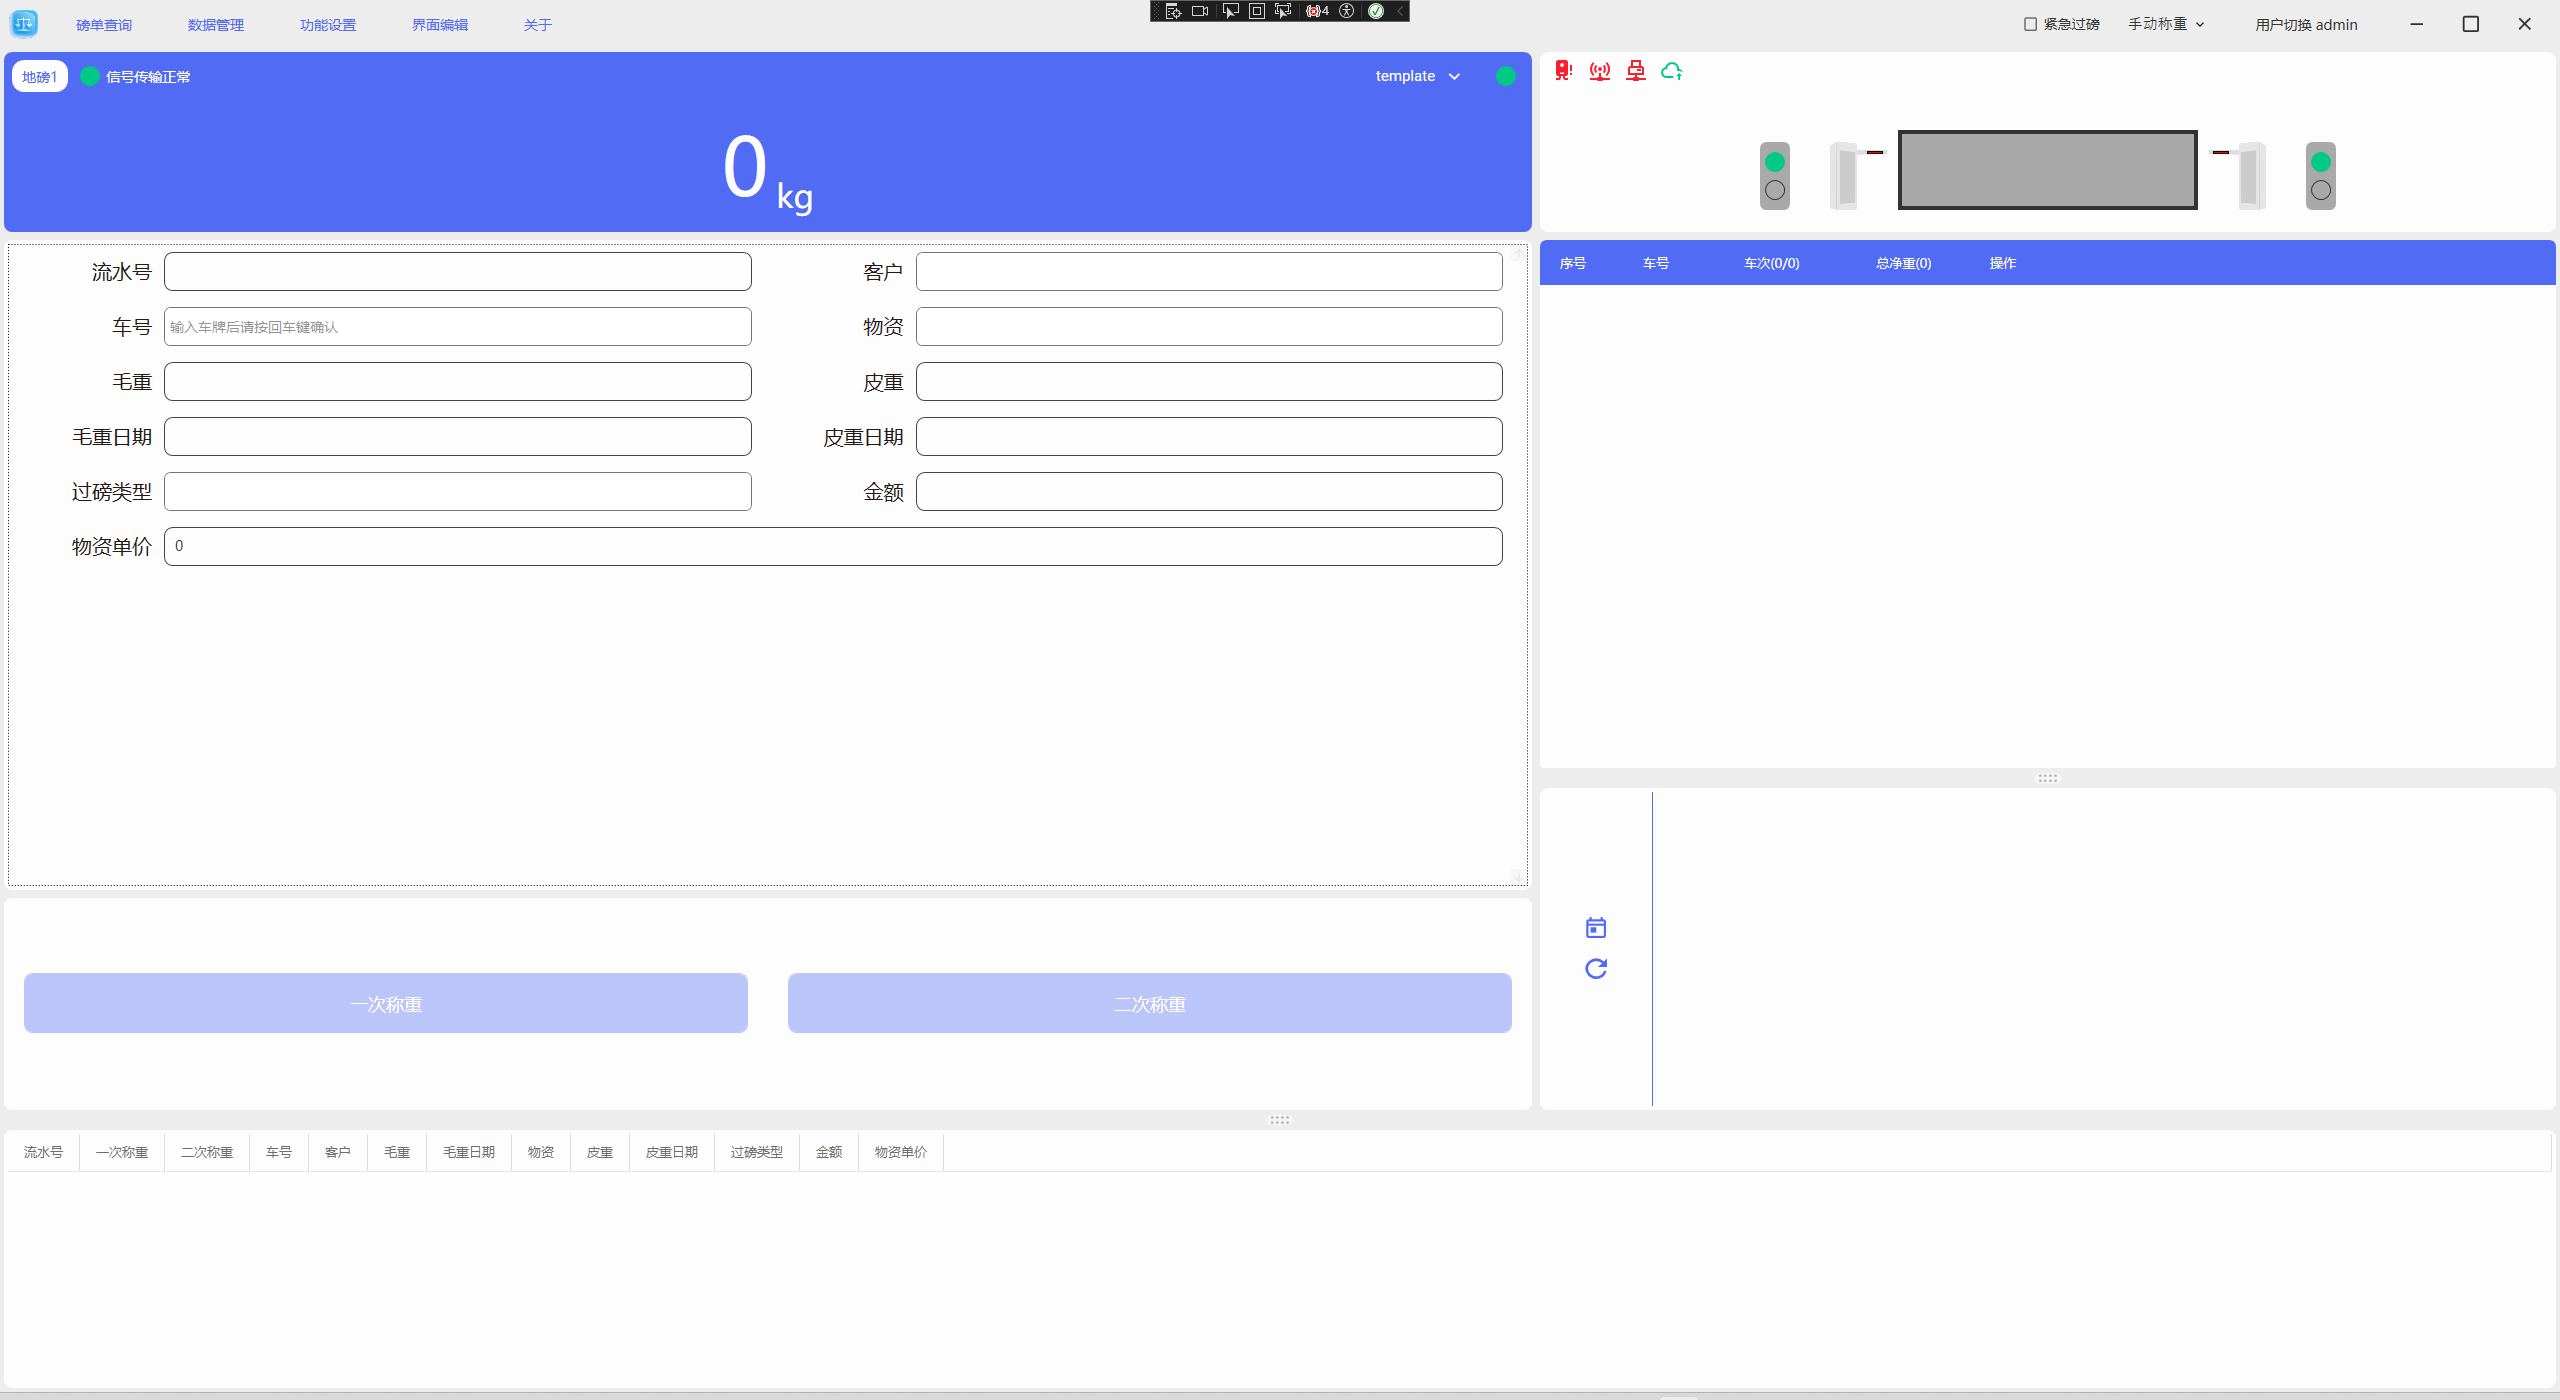 磅单查询 数据管理 功能设置 界面编辑 关于 4 紧急过磅 手动称重 用户切换 admin
地磅1 信号传输正常 template
0 kg
流水号 客户
车号 输入车牌后请按回车键确认 物资
毛重 皮重
毛重日期 皮重日期
过磅类型 金额
物资单价 0
序号 车号 车次(0/0) 总净重(0) 操作
一次称重 二次称重
流水号 一次称重 二次称重 车号 客户 毛重 毛重日期 物资 皮重 皮重日期 过磅类型 金额 物资单价